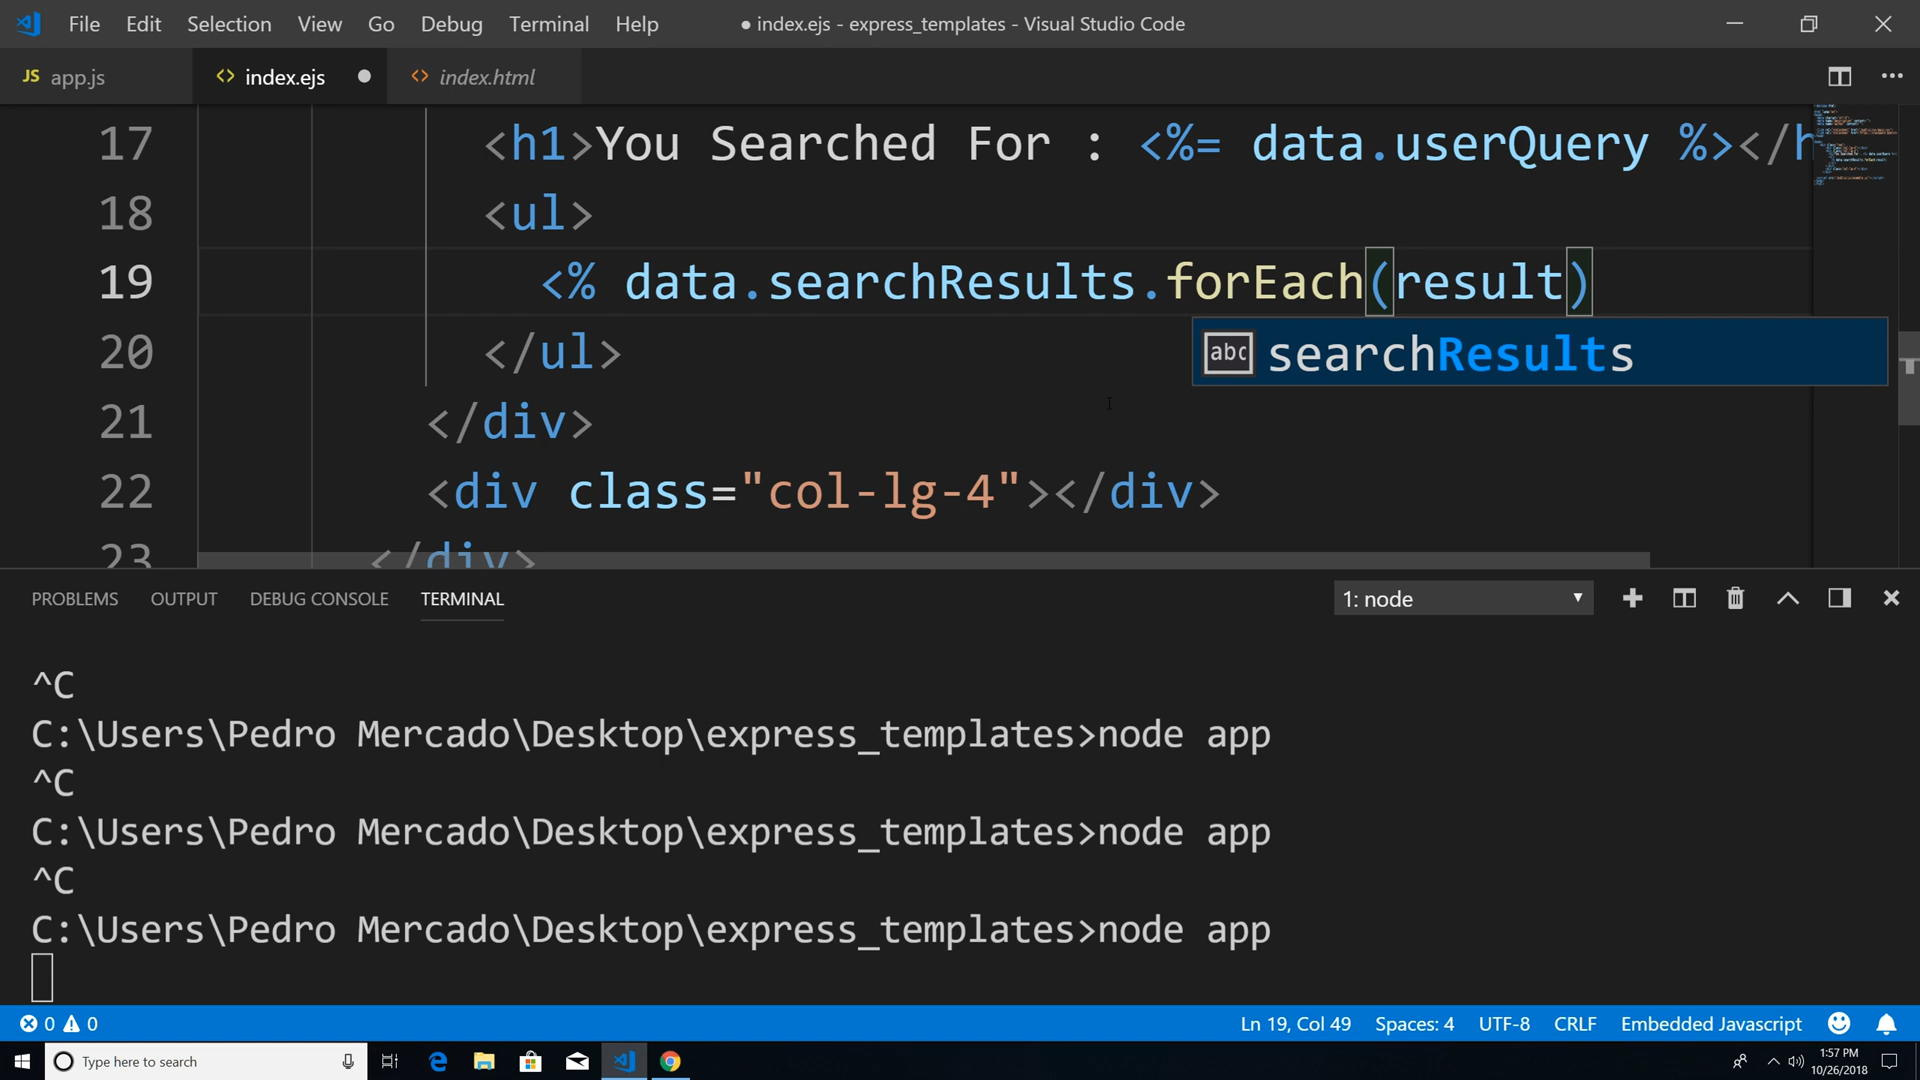 File Edit Selection View Go Debug Terminal Help ● index.ejs - express_templates - Visual Studio Code
JS app.js <> index.ejs ● <> index.html ···
17 <h1>You Searched For : <%= data.userQuery %></h
18 <ul>
19 <% data.searchResults.forEach(result)
abc searchResults
20 </ul>
21 </div>
22 <div class="col-lg-4"></div>
23 </div>
PROBLEMS OUTPUT DEBUG CONSOLE TERMINAL 1: node
^C
C:\Users\Pedro Mercado\Desktop\express_templates>node app
^C
C:\Users\Pedro Mercado\Desktop\express_templates>node app
^C
C:\Users\Pedro Mercado\Desktop\express_templates>node app
0 0 Ln 19, Col 49 Spaces: 4 UTF-8 CRLF Embedded Javascript
Type here to search 1:57 PM
10/26/2018